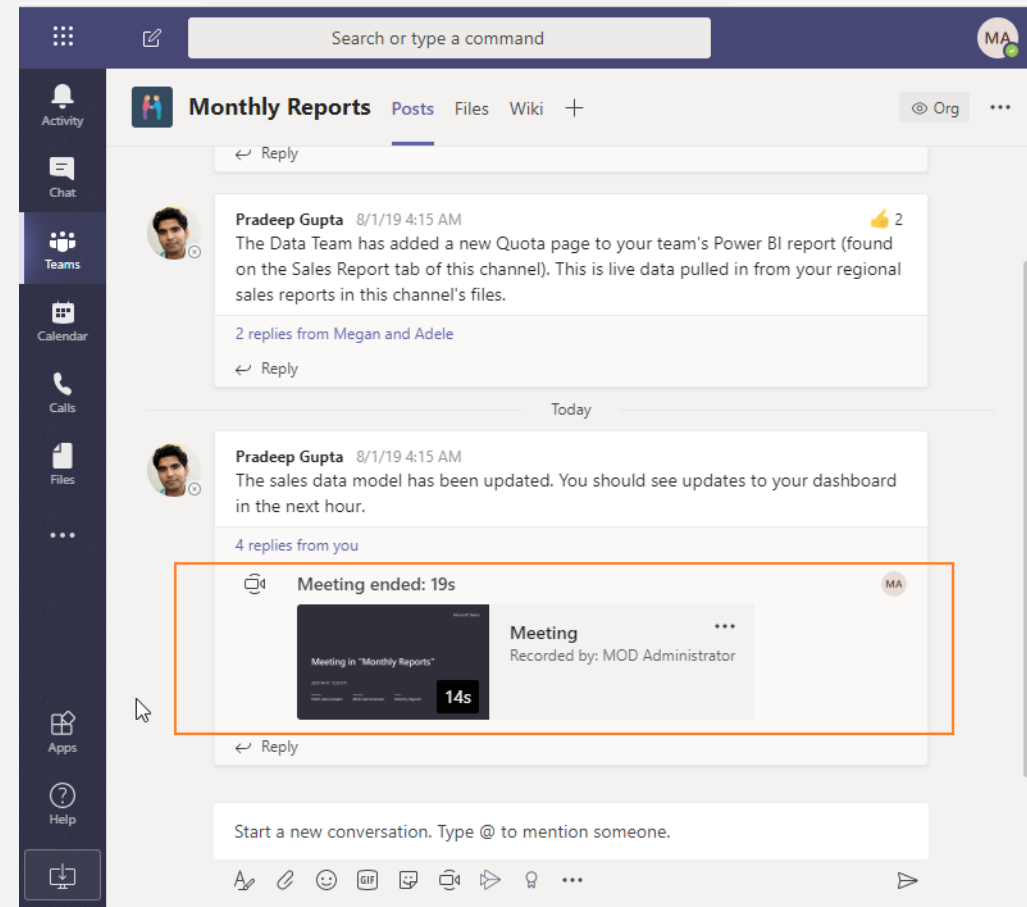 Search or type a command
MA
Activity
Chat
Teams
Calendar
Calls
Files
Apps
Help
Monthly Reports Posts Files Wiki
Org
Reply
Pradeep Gupta 8/1/19 4:15 AM
2
The Data Team has added a new Quota page to your team's Power BI report (found
on the Sales Report tab of this channel). This is live data pulled in from your regional
sales reports in this channel's files.
2 replies from Megan and Adele
Reply
Today
Pradeep Gupta 8/1/19 4:15 AM
The sales data model has been updated. You should see updates to your dashboard
in the next hour.
4 replies from you
Meeting ended: 19s
MA
Microsoft Teams
Meeting in "Monthly Reports"
14s
Meeting
Recorded by: MOD Administrator
Reply
Start a new conversation. Type @ to mention someone.
GIF